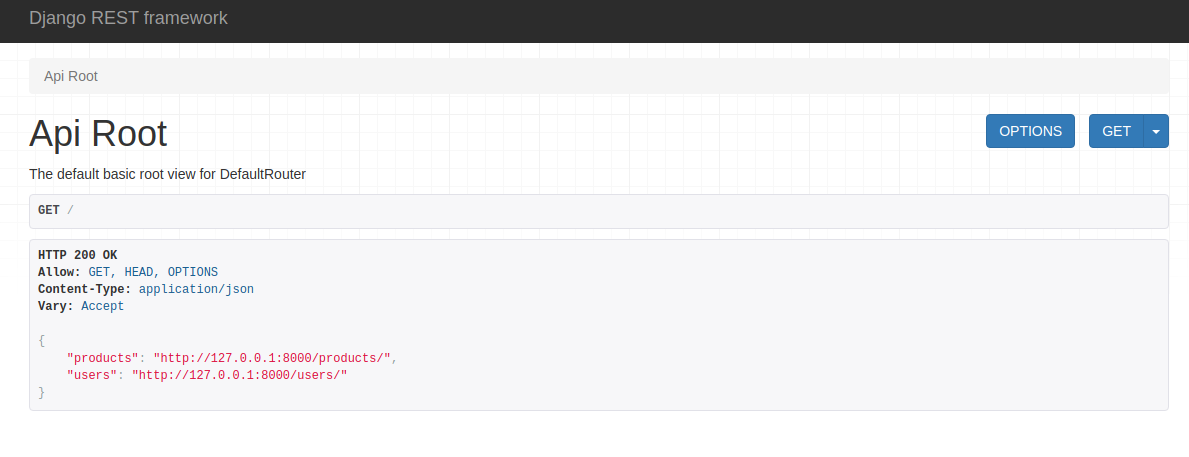 Django REST framework
Api Root
Api Root
OPTIONS
GET
The default basic root view for DefaultRouter
GET /
HTTP 200 OK
Allow: GET, HEAD, OPTIONS
Content-Type: application/json
Vary: Accept
{
    "products": "http://127.0.0.1:8000/products/",
    "users": "http://127.0.0.1:8000/users/"
}